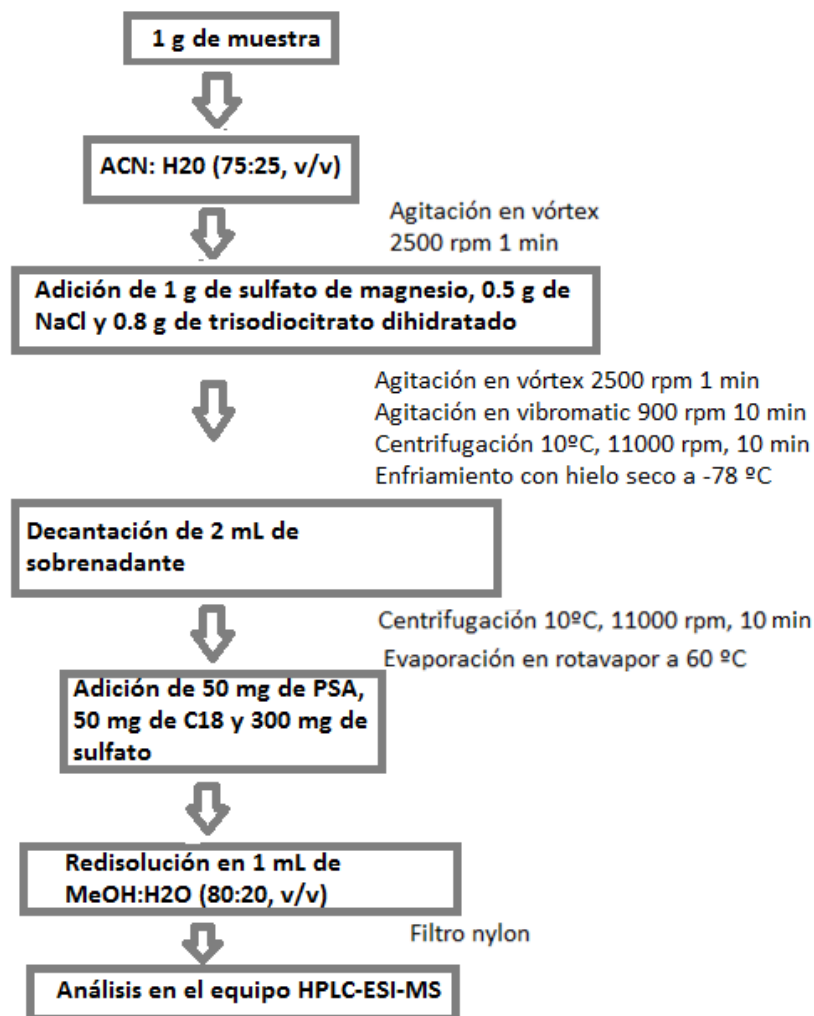 1 g de muestra
ACN: H20 (75:25, v/v)
Agitación en vórtex
2500 rpm 1 min
Adición de 1 g de sulfato de magnesio, 0.5 g de
NaCl y 0.8 g de trisodiocitrato dihidratado
Agitación en vórtex 2500 rpm 1 min
Agitación en vibromatic 900 rpm 10 min
Centrifugación 10ºC, 11000 rpm, 10 min
Enfriamiento con hielo seco a -78 ºC
Decantación de 2 mL de
sobrenadante
Centrifugación 10ºC, 11000 rpm, 10 min
Evaporación en rotavapor a 60 ºC
Adición de 50 mg de PSA,
50 mg de C18 y 300 mg de
sulfato
Redisolución en 1 mL de
MeOH:H2O (80:20, v/v)
Filtro nylon
Análisis en el equipo HPLC-ESI-MS